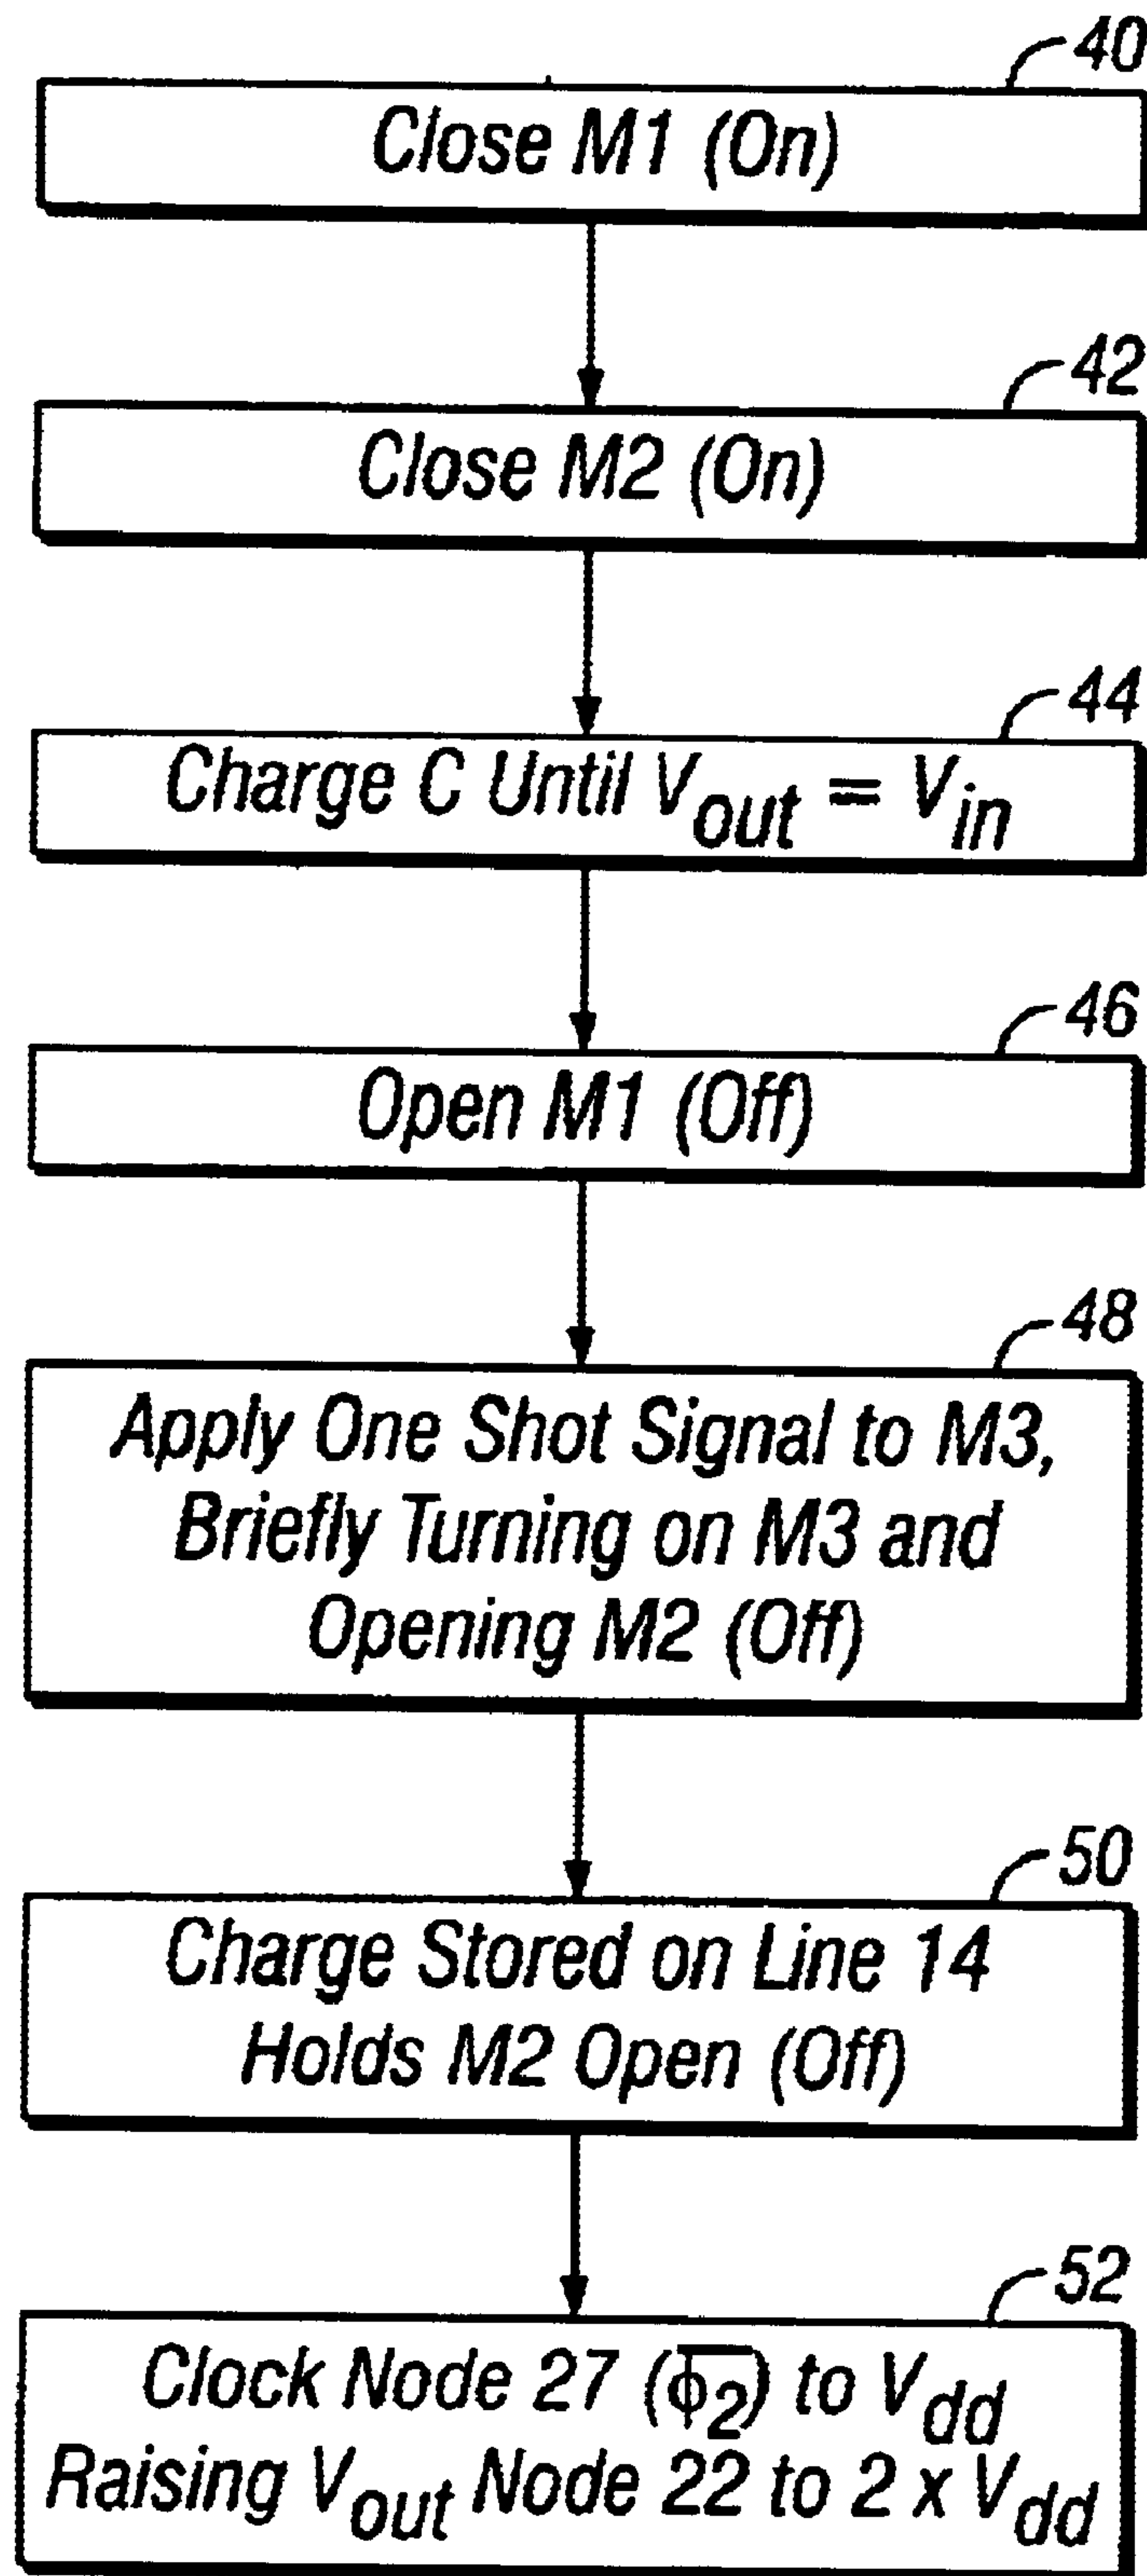 40
Close M1 (On)
42
Close M2 (On)
44
Charge C Until Vout = Vin
46
Open M1 (Off)
48
Apply One Shot Signal to M3,
Briefly Turning on M3 and
Opening M2 (Off)
50
Charge Stored on Line 14
Holds M2 Open (Off)
52
Clock Node 27 (ϕ̅₂) to Vdd
Raising Vout Node 22 to 2 x Vdd